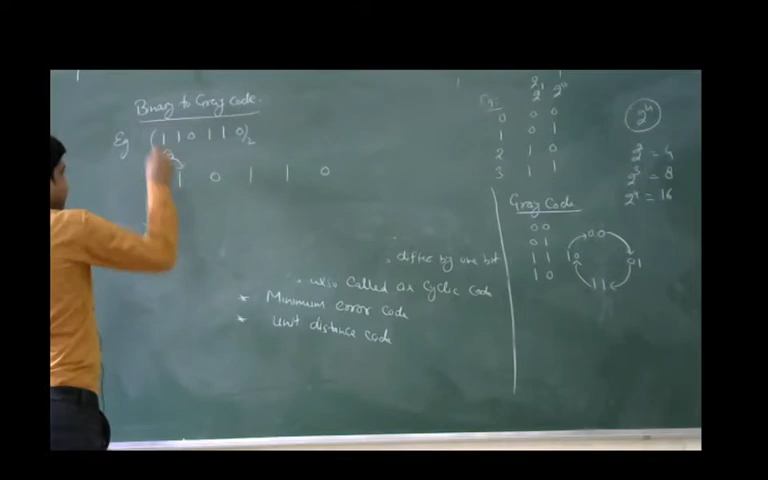 Binary to Gray Code.
Eg (1 1 0 1 1 0)2
1 0 1 1 0
. differ by one bit
. also called as cyclic code
* Minimum error code
* Unit distance code
Eg:
2^1 2^0
0 0 0
1 0 1
2 1 0
3 1 1
Gray Code
0 0
0 1
1 1
1 0
00
01
11
10
2^n
2^2 = 4
2^3 = 8
2^4 = 16